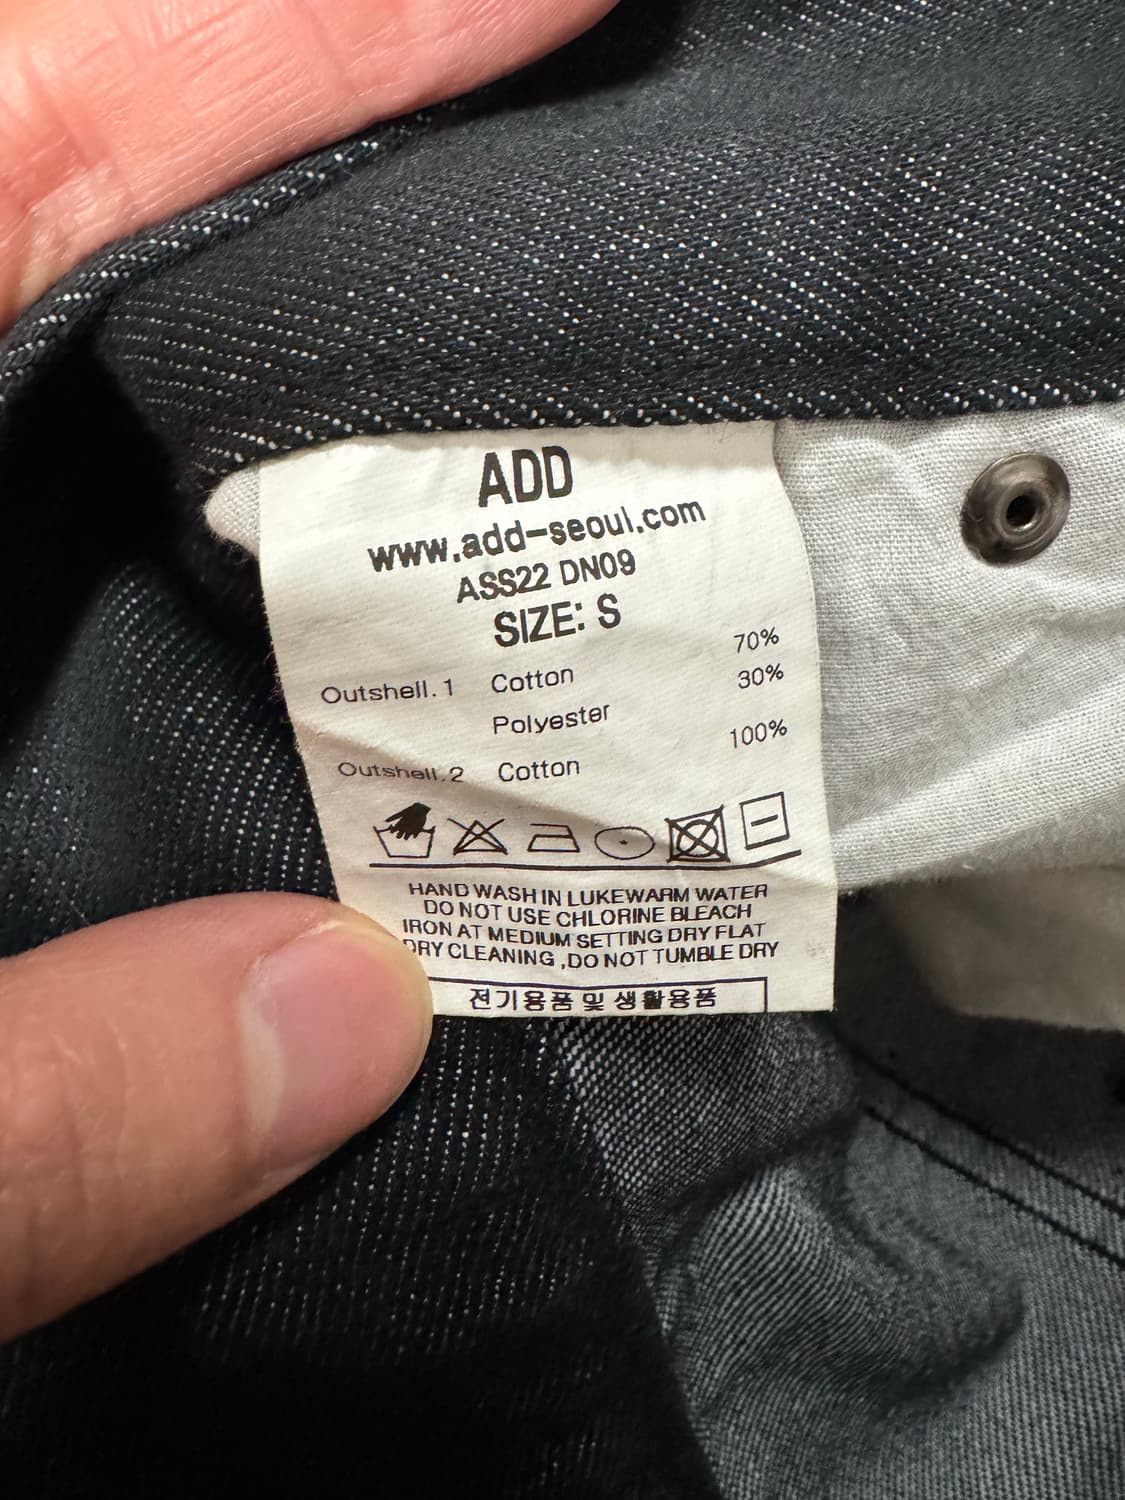 ADD
www.add-seoul.com
ASS22 DN09
SIZE: S
Outshell.1 Cotton 70%
Polyester 30%
Outshell.2 Cotton 100%
HAND WASH IN LUKEWARM WATER
DO NOT USE CHLORINE BLEACH
IRON AT MEDIUM SETTING DRY FLAT
DRY CLEANING ,DO NOT TUMBLE DRY
전기용품 및 생활용품